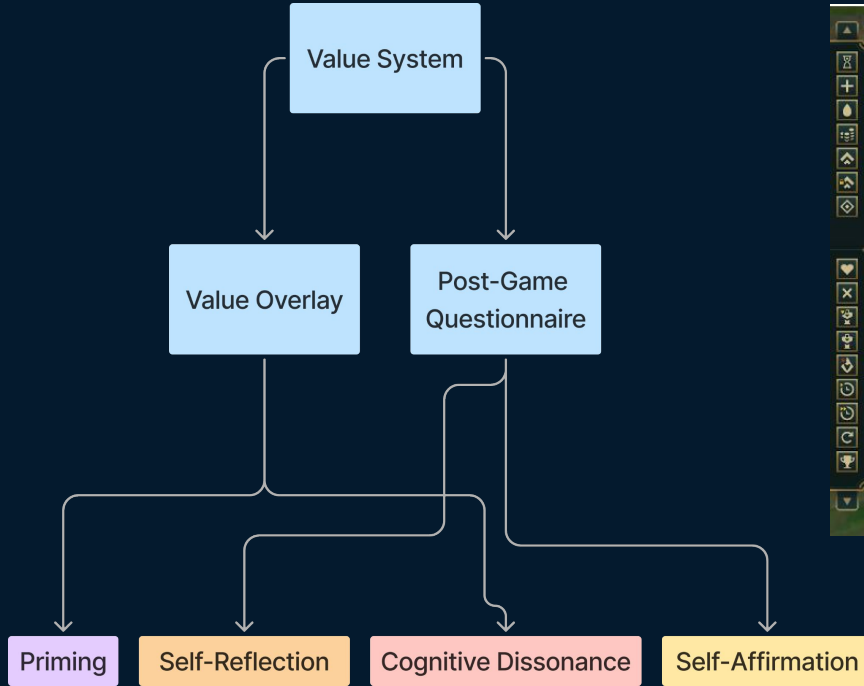 Value System
Value Overlay
Post-Game
Questionnaire
Priming
Self-Reflection
Cognitive Dissonance
Self-Affirmation